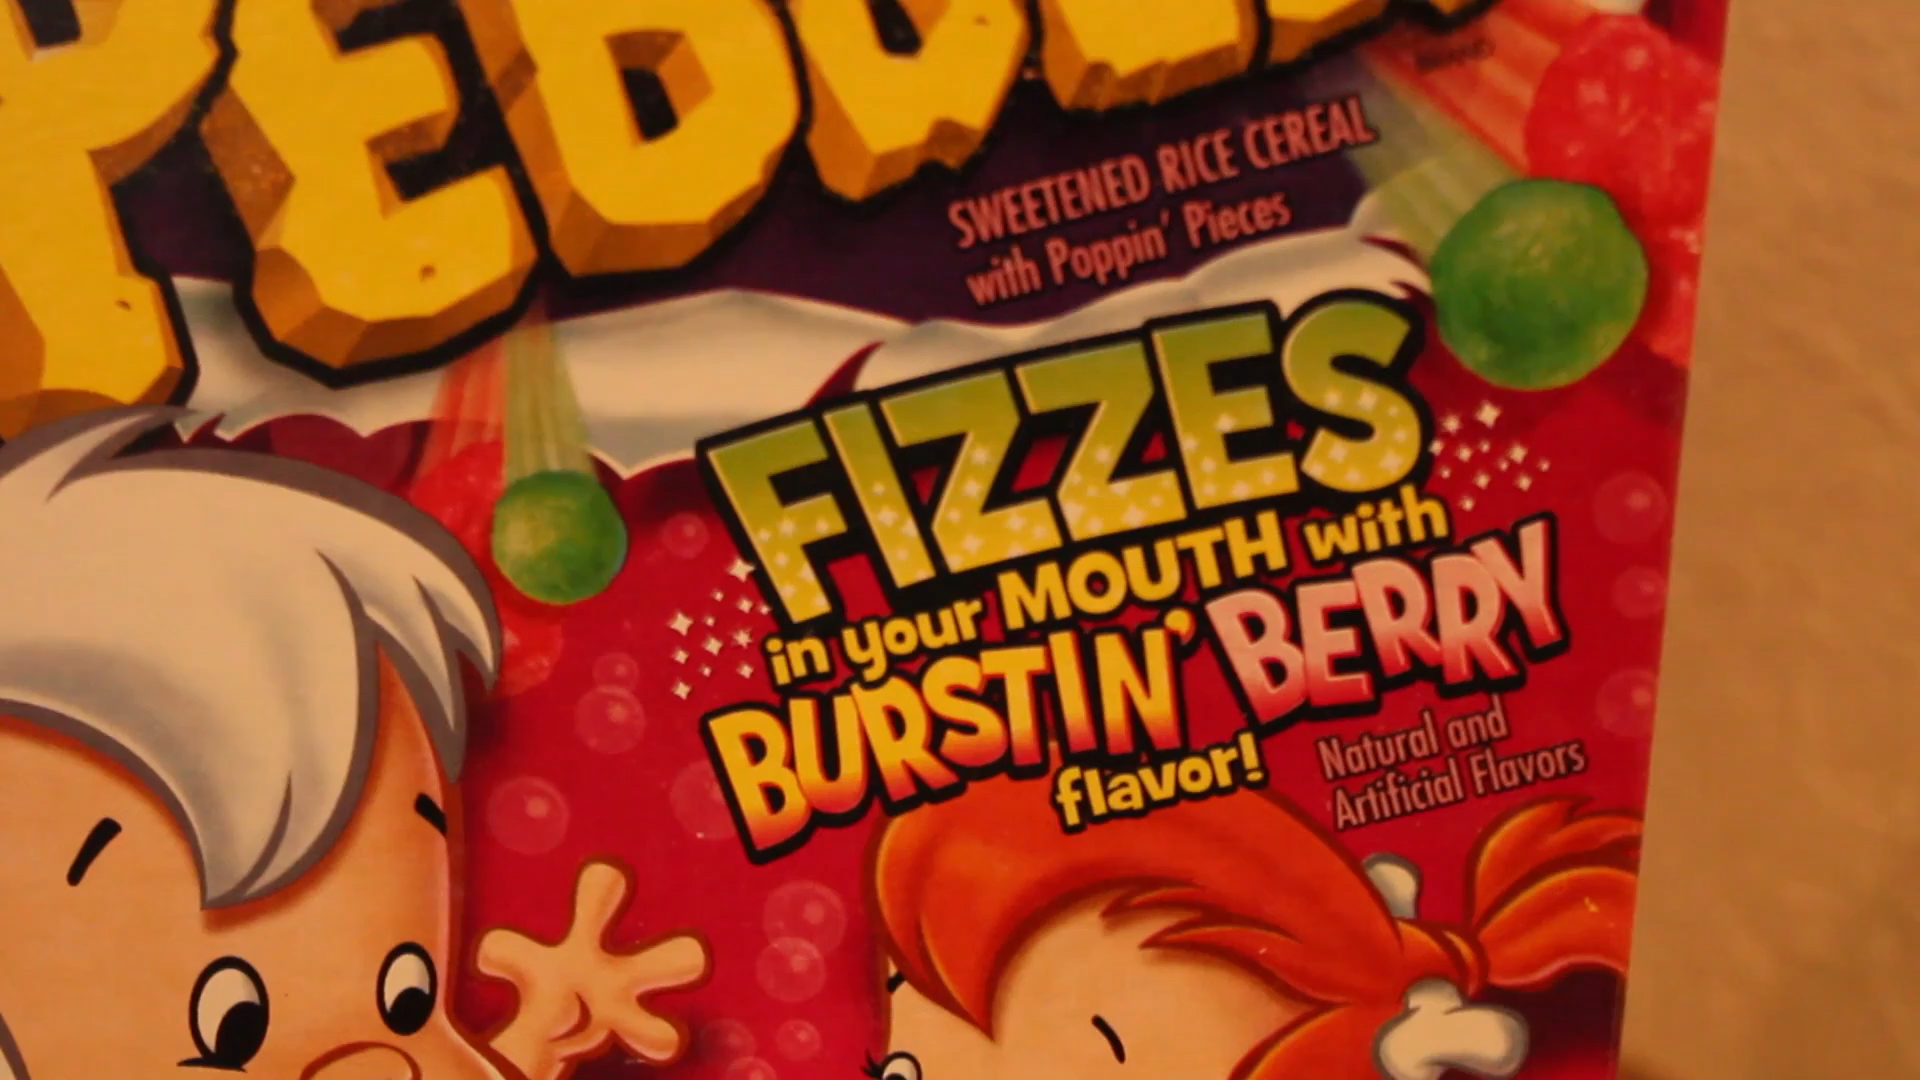 SWEETENED RICE CEREAL
with Poppin' Pieces
FIZZES
in your MOUTH with
BURSTIN' BERRY
flavor!
Natural and
Artificial Flavors